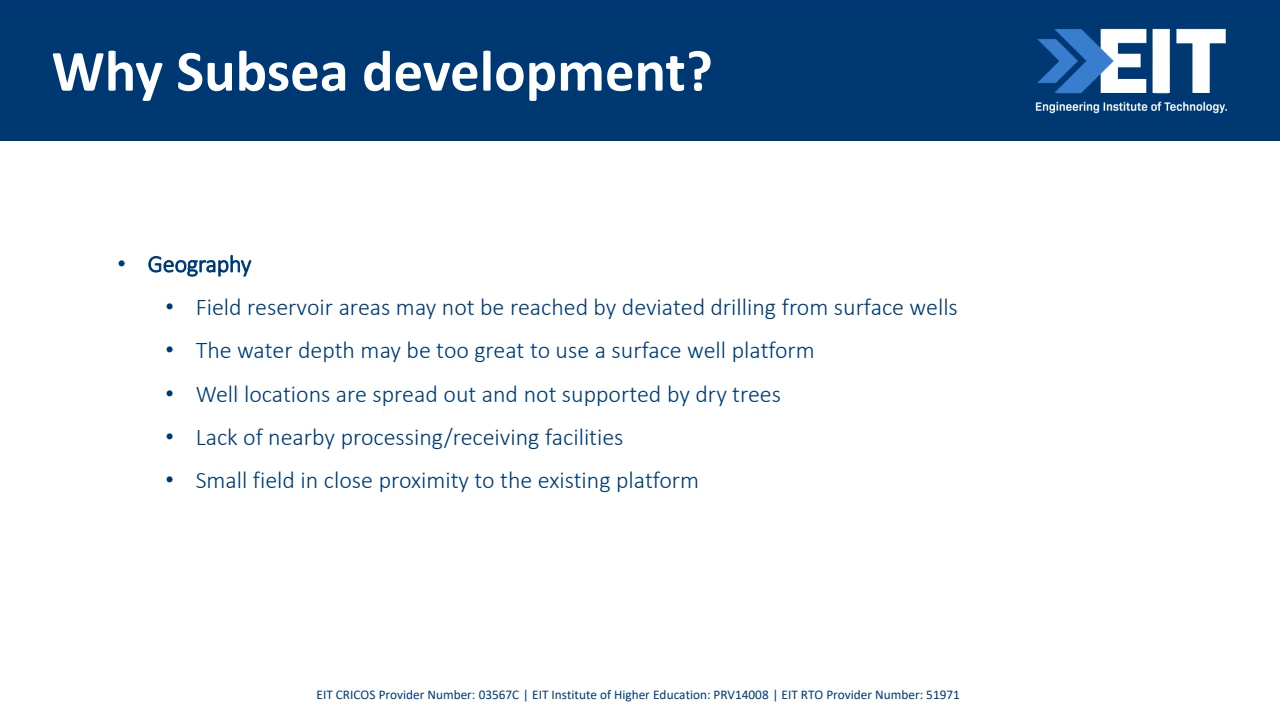 Why Subsea development?
EIT
Engineering Institute of Technology.
• Geography
• Field reservoir areas may not be reached by deviated drilling from surface wells
• The water depth may be too great to use a surface well platform
• Well locations are spread out and not supported by dry trees
• Lack of nearby processing/receiving facilities
• Small field in close proximity to the existing platform
EIT CRICOS Provider Number: 03567C | EIT Institute of Higher Education: PRV14008 | EIT RTO Provider Number: 51971